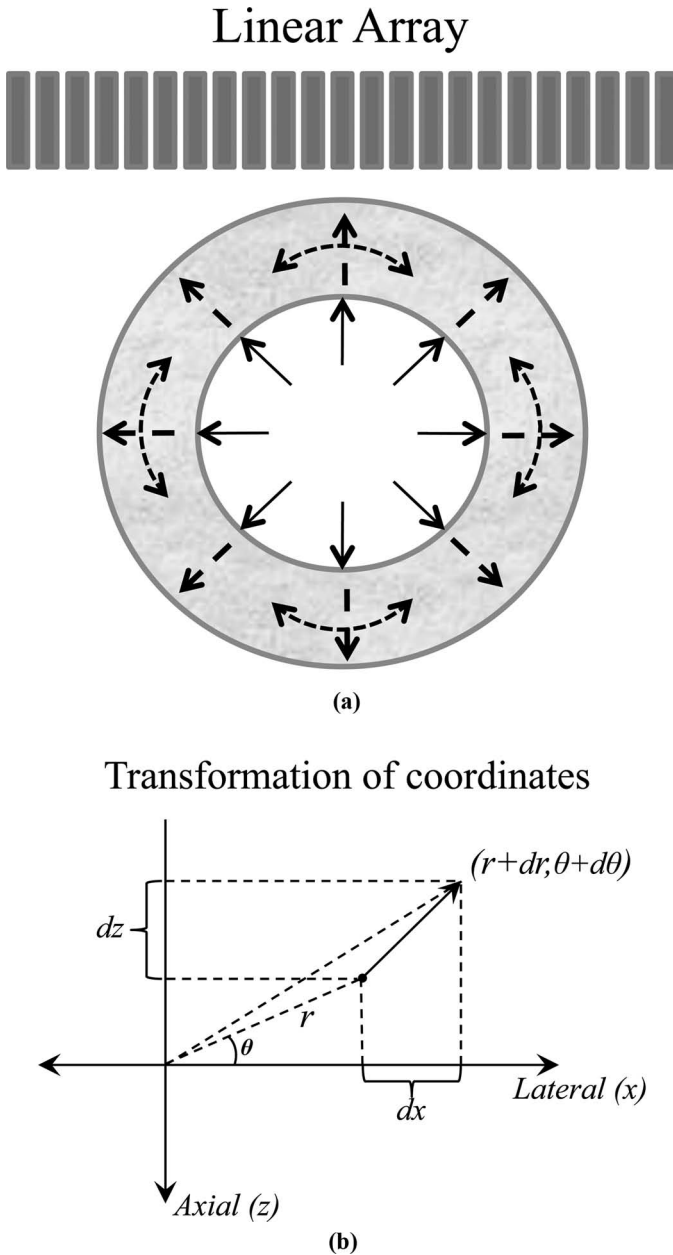 Linear Array
(a)
Transformation of coordinates
(r+dr,θ+dθ)
dz
r
θ
Lateral (x)
dx
Axial (z)
(b)